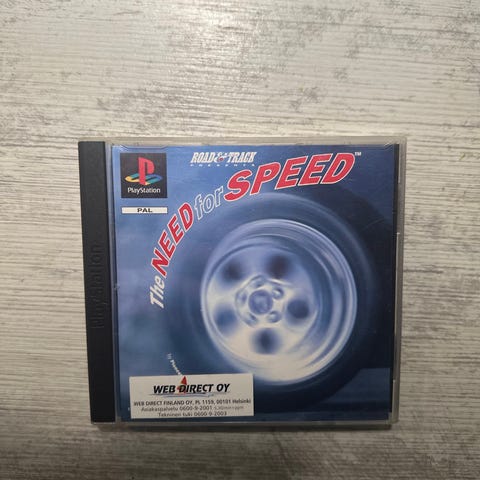 ROAD & TRACK
PRESENTS
The NEED for SPEED™
PlayStation
PAL
PlayStation
WEB DIRECT OY
WEB DIRECT FINLAND OY, PL 1159, 00101 Helsinki
Asiakaspalvelu 0600-9-2001
Tekninen tuki 0600-9-2003